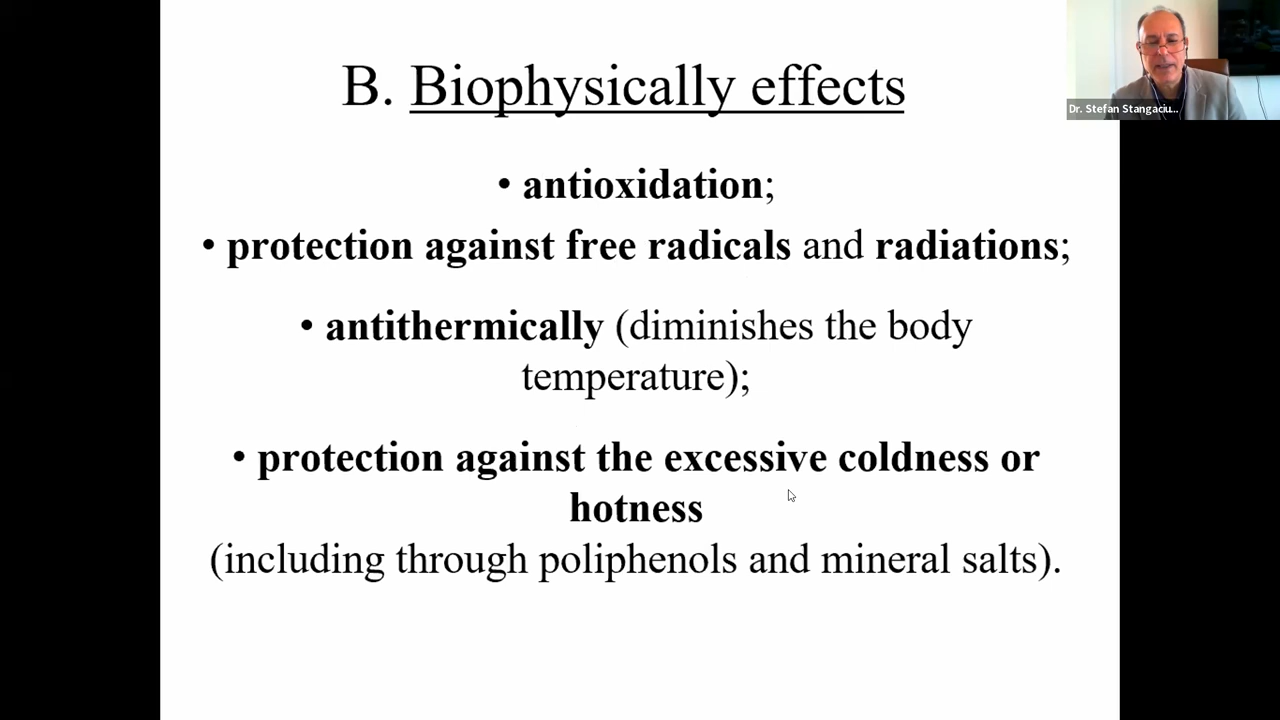 B. Biophysically effects
• antioxidation;
• protection against free radicals and radiations;
• antithermically (diminishes the body
temperature);
• protection against the excessive coldness or
hotness
(including through poliphenols and mineral salts).
Dr. Stefan Stangaciu...